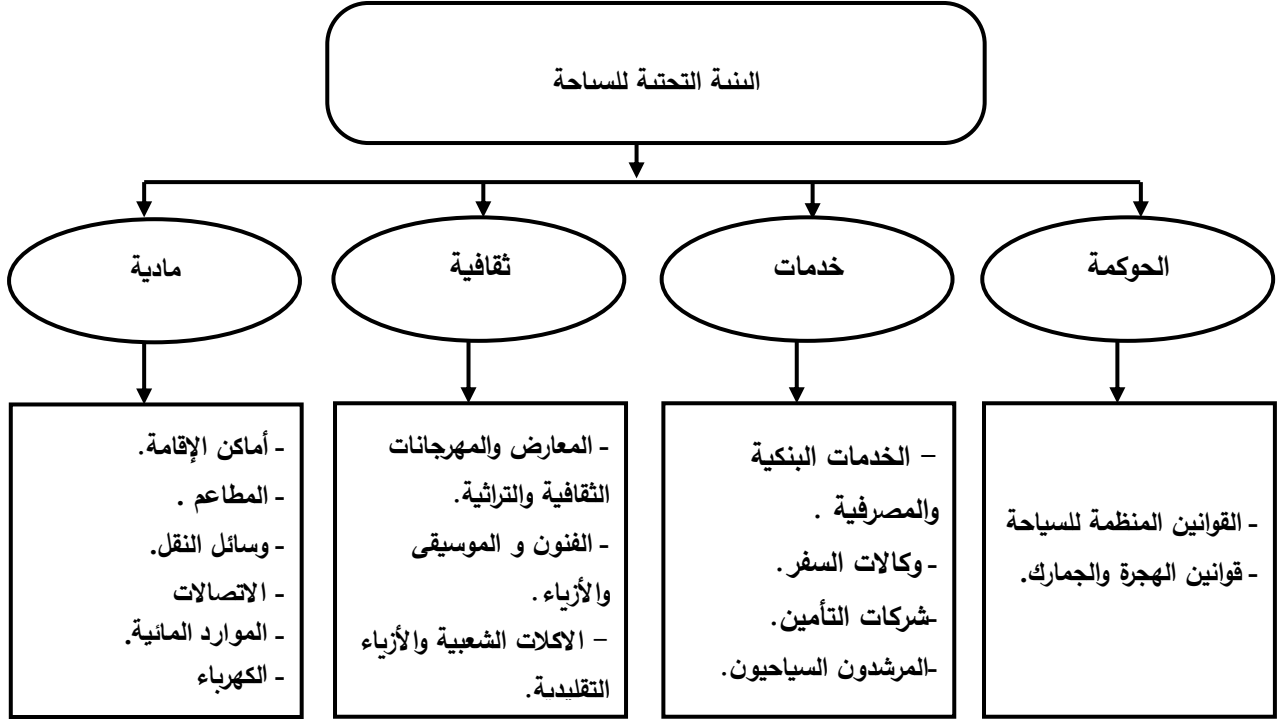 البنية التحتية للسياحة
الحوكمة
خدمات
ثقافية
مادية
- القوانين المنظمة للسياحة
- قوانين الهجرة والجمارك.
– الخدمات البنكية
والمصرفية .
- وكالات السفر.
-شركات التأمين.
-المرشدون السياحيون.
- المعارض والمهرجانات
الثقافية والتراثية.
- الفنون و الموسيقى
والأزياء.
– الاكلات الشعبية والأزياء
التقليدية.
- أماكن الإقامة.
- المطاعم .
- وسائل النقل.
- الاتصالات
- الموارد المائية.
- الكهرباء